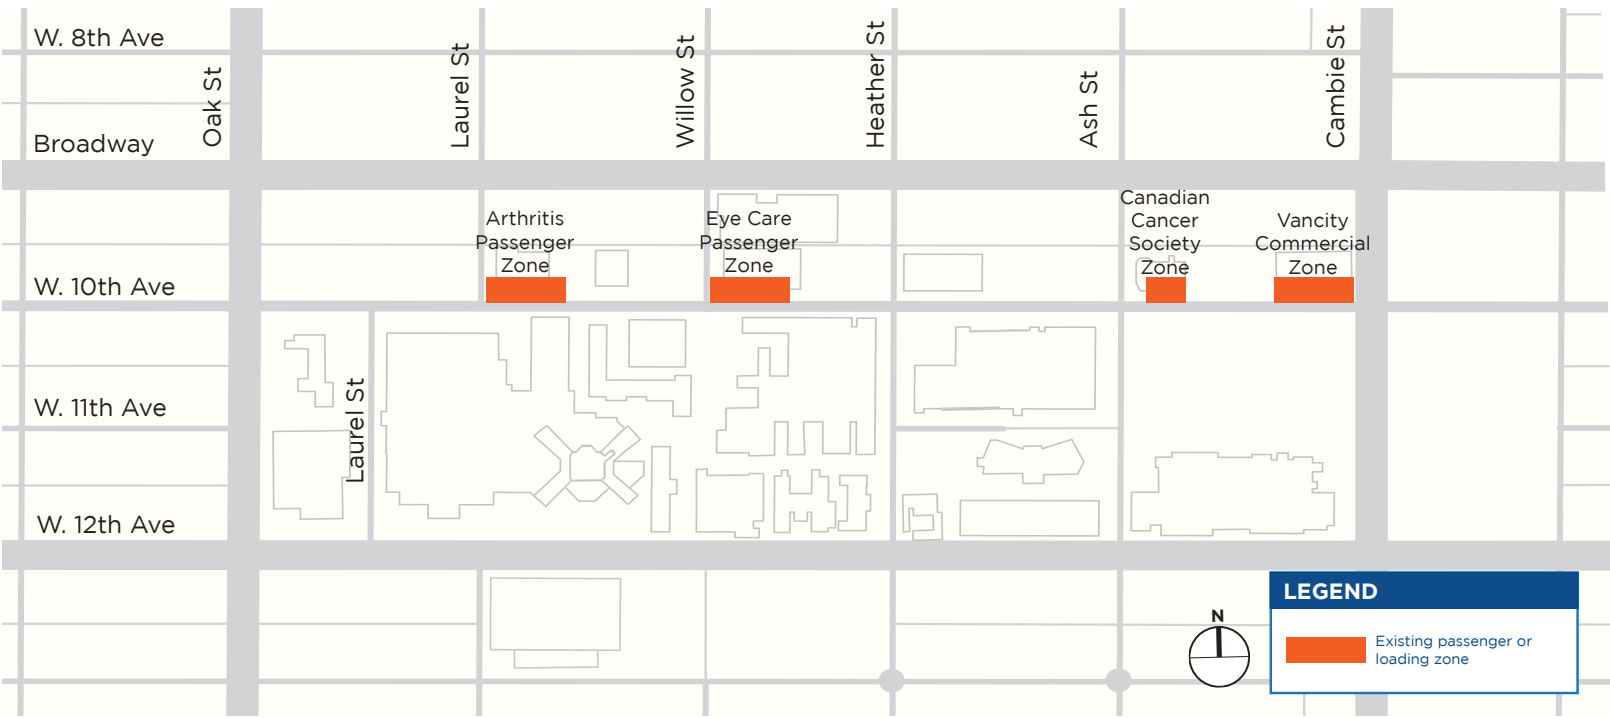 W. 8th Ave
Oak St
Laurel St
Willow St
Heather St
Ash St
Cambie St
Broadway
Arthritis
Passenger
Zone
Eye Care
Passenger
Zone
Canadian
Cancer
Society
Zone
Vancity
Commercial
Zone
W. 10th Ave
Laurel St
W. 11th Ave
W. 12th Ave
N
LEGEND
Existing passenger or
loading zone